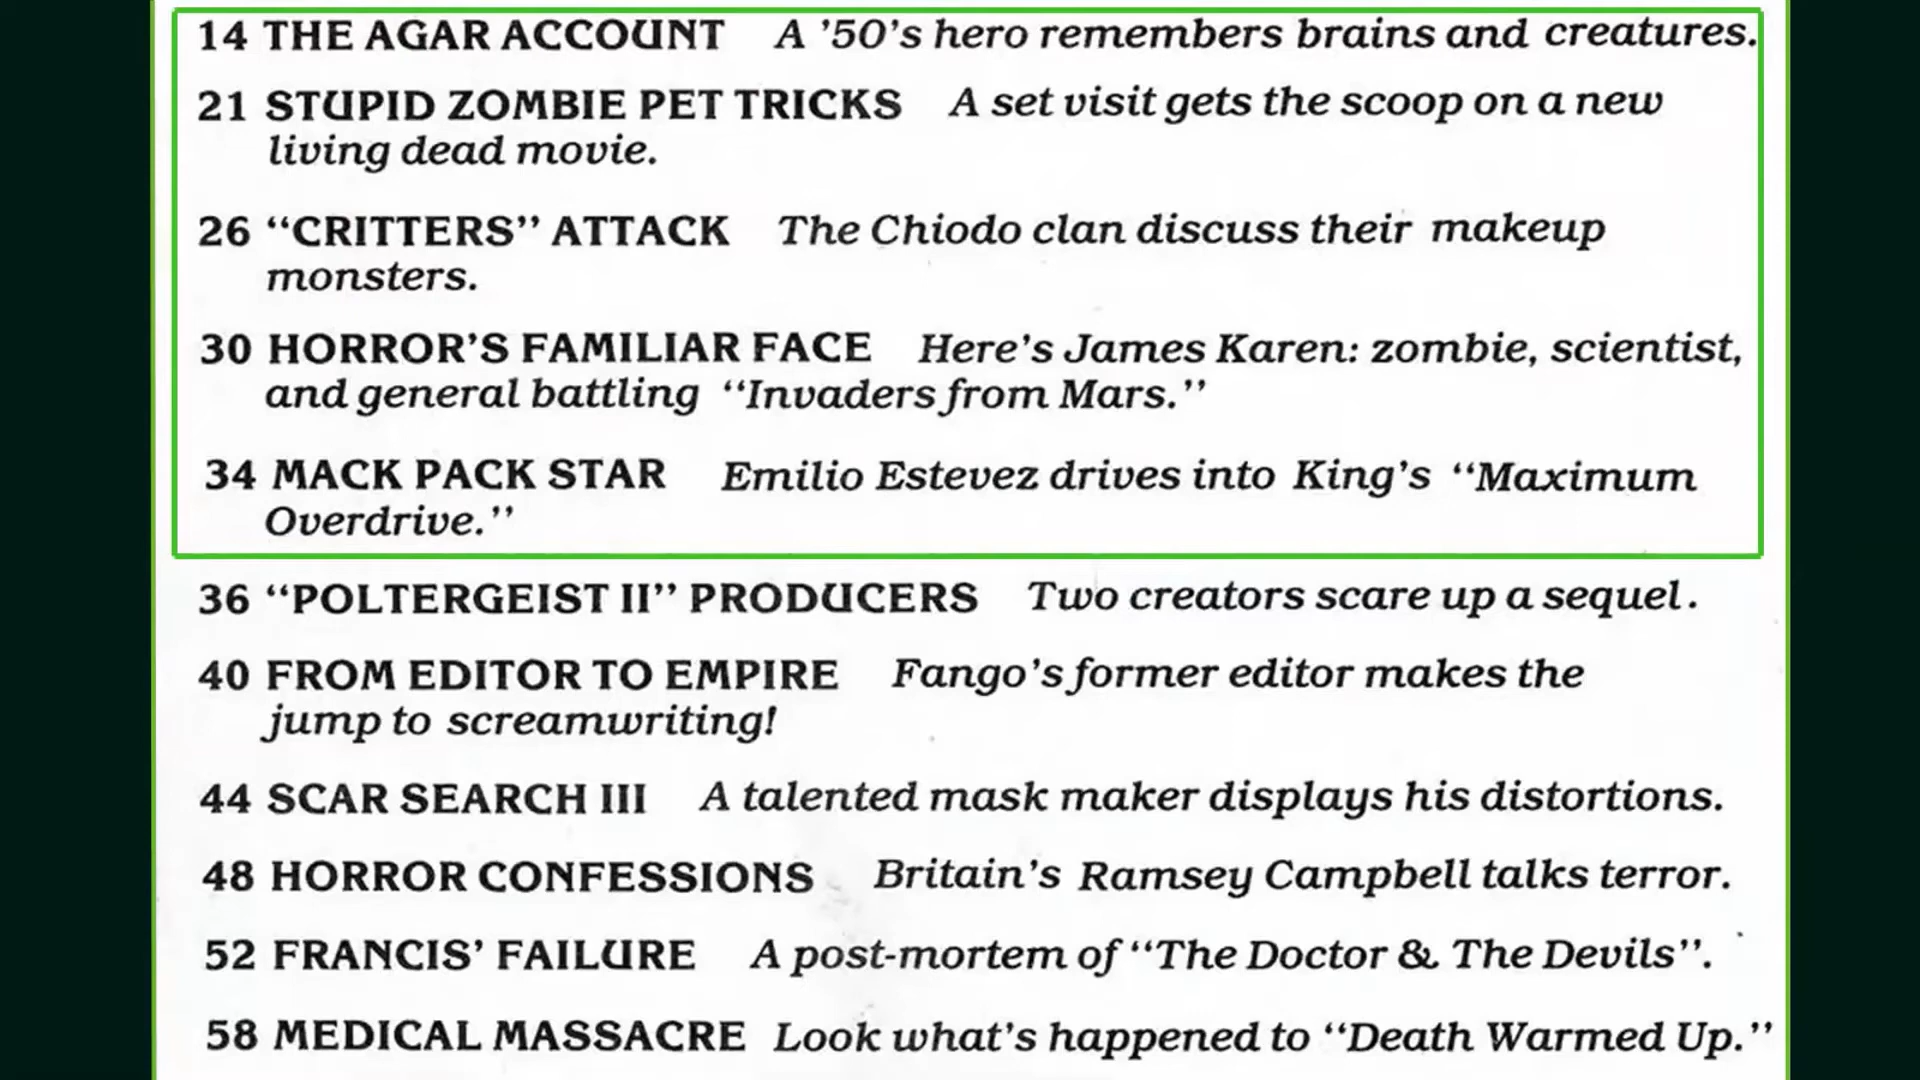 14 THE AGAR ACCOUNT A '50's hero remembers brains and creatures.
21 STUPID ZOMBIE PET TRICKS A set visit gets the scoop on a new
living dead movie.
26 "CRITTERS" ATTACK The Chiodo clan discuss their makeup
monsters.
30 HORROR'S FAMILIAR FACE Here's James Karen: zombie, scientist,
and general battling "Invaders from Mars."
34 MACK PACK STAR Emilio Estevez drives into King's "Maximum
Overdrive."
36 "POLTERGEIST II" PRODUCERS Two creators scare up a sequel.
40 FROM EDITOR TO EMPIRE Fango's former editor makes the
jump to screamwriting!
44 SCAR SEARCH III A talented mask maker displays his distortions.
48 HORROR CONFESSIONS Britain's Ramsey Campbell talks terror.
52 FRANCIS' FAILURE A post-mortem of "The Doctor & The Devils".
58 MEDICAL MASSACRE Look what's happened to "Death Warmed Up."